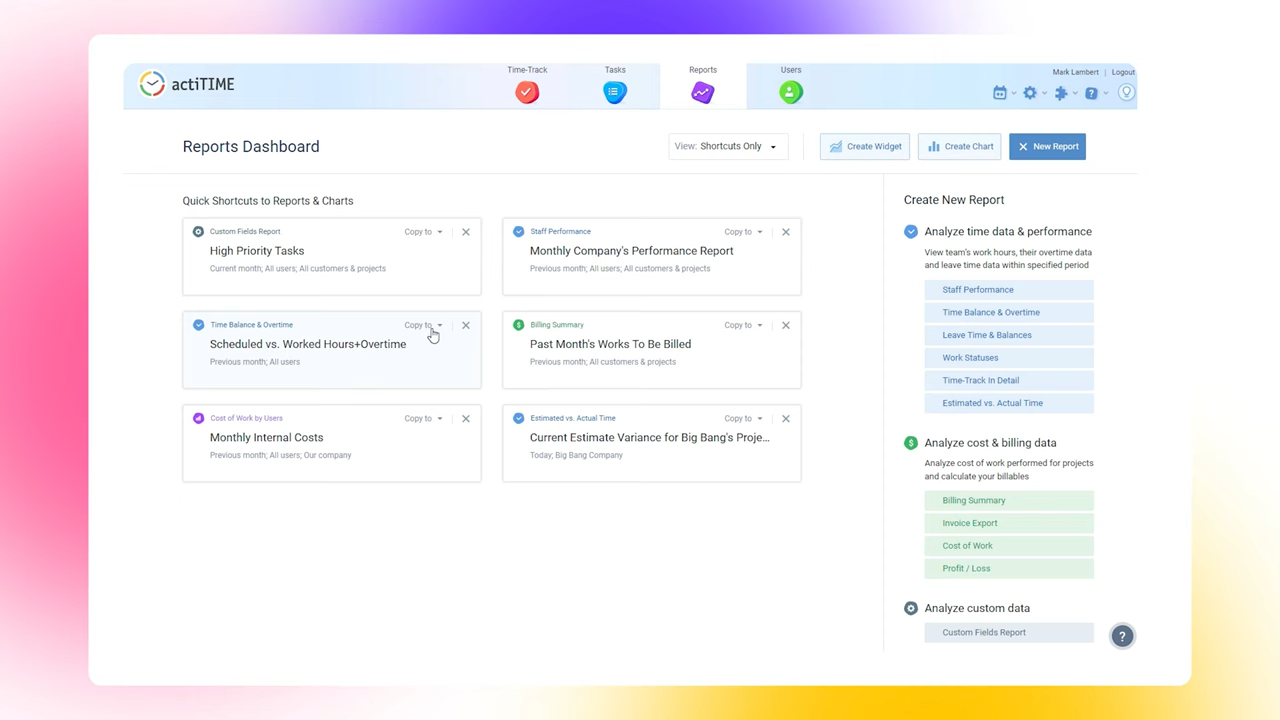 actiTIME
Time-Track
Tasks
Reports
Users
Mark Lambert | Logout
Reports Dashboard
View: Shortcuts Only
Create Widget
Create Chart
New Report
Quick Shortcuts to Reports & Charts
Custom Fields Report
Copy to
High Priority Tasks
Current month; All users; All customers & projects
Staff Performance
Copy to
Monthly Company's Performance Report
Previous month; All users; All customers & projects
Time Balance & Overtime
Copy to
Scheduled vs. Worked Hours+Overtime
Previous month; All users
$
Billing Summary
Copy to
Past Month's Works To Be Billed
Previous month; All customers & projects
Cost of Work by Users
Copy to
Monthly Internal Costs
Previous month; All users; Our company
Estimated vs. Actual Time
Copy to
Current Estimate Variance for Big Bang's Proje...
Today; Big Bang Company
Create New Report
Analyze time data & performance
View team's work hours, their overtime data
and leave time data within specified period
Staff Performance
Time Balance & Overtime
Leave Time & Balances
Work Statuses
Time-Track In Detail
Estimated vs. Actual Time
$
Analyze cost & billing data
Analyze cost of work performed for projects
and calculate your billables
Billing Summary
Invoice Export
Cost of Work
Profit / Loss
Analyze custom data
Custom Fields Report
?